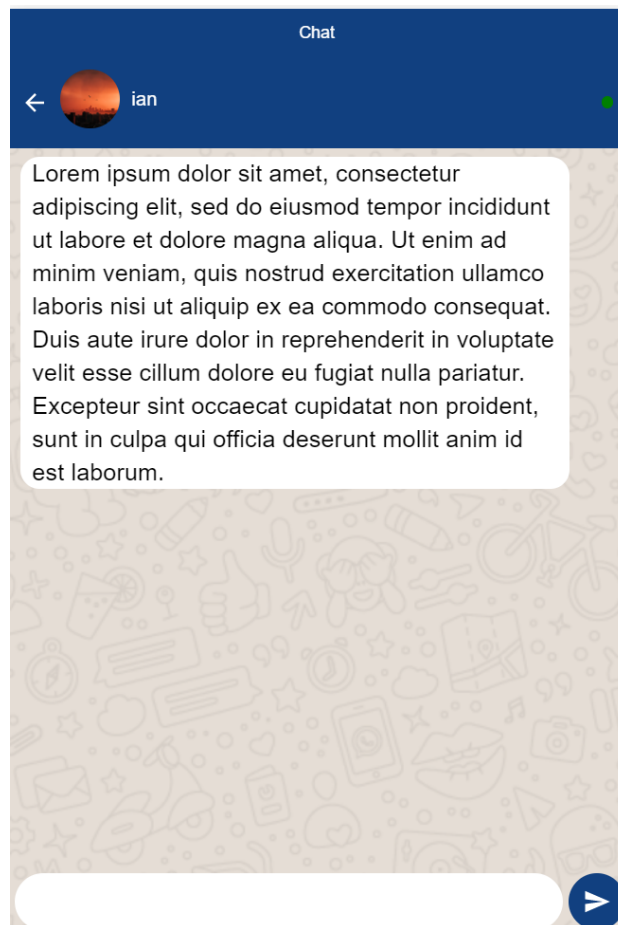 Chat
ian
Lorem ipsum dolor sit amet, consectetur
adipiscing elit, sed do eiusmod tempor incididunt
ut labore et dolore magna aliqua. Ut enim ad
minim veniam, quis nostrud exercitation ullamco
laboris nisi ut aliquip ex ea commodo consequat.
Duis aute irure dolor in reprehenderit in voluptate
velit esse cillum dolore eu fugiat nulla pariatur.
Excepteur sint occaecat cupidatat non proident,
sunt in culpa qui officia deserunt mollit anim id
est laborum.